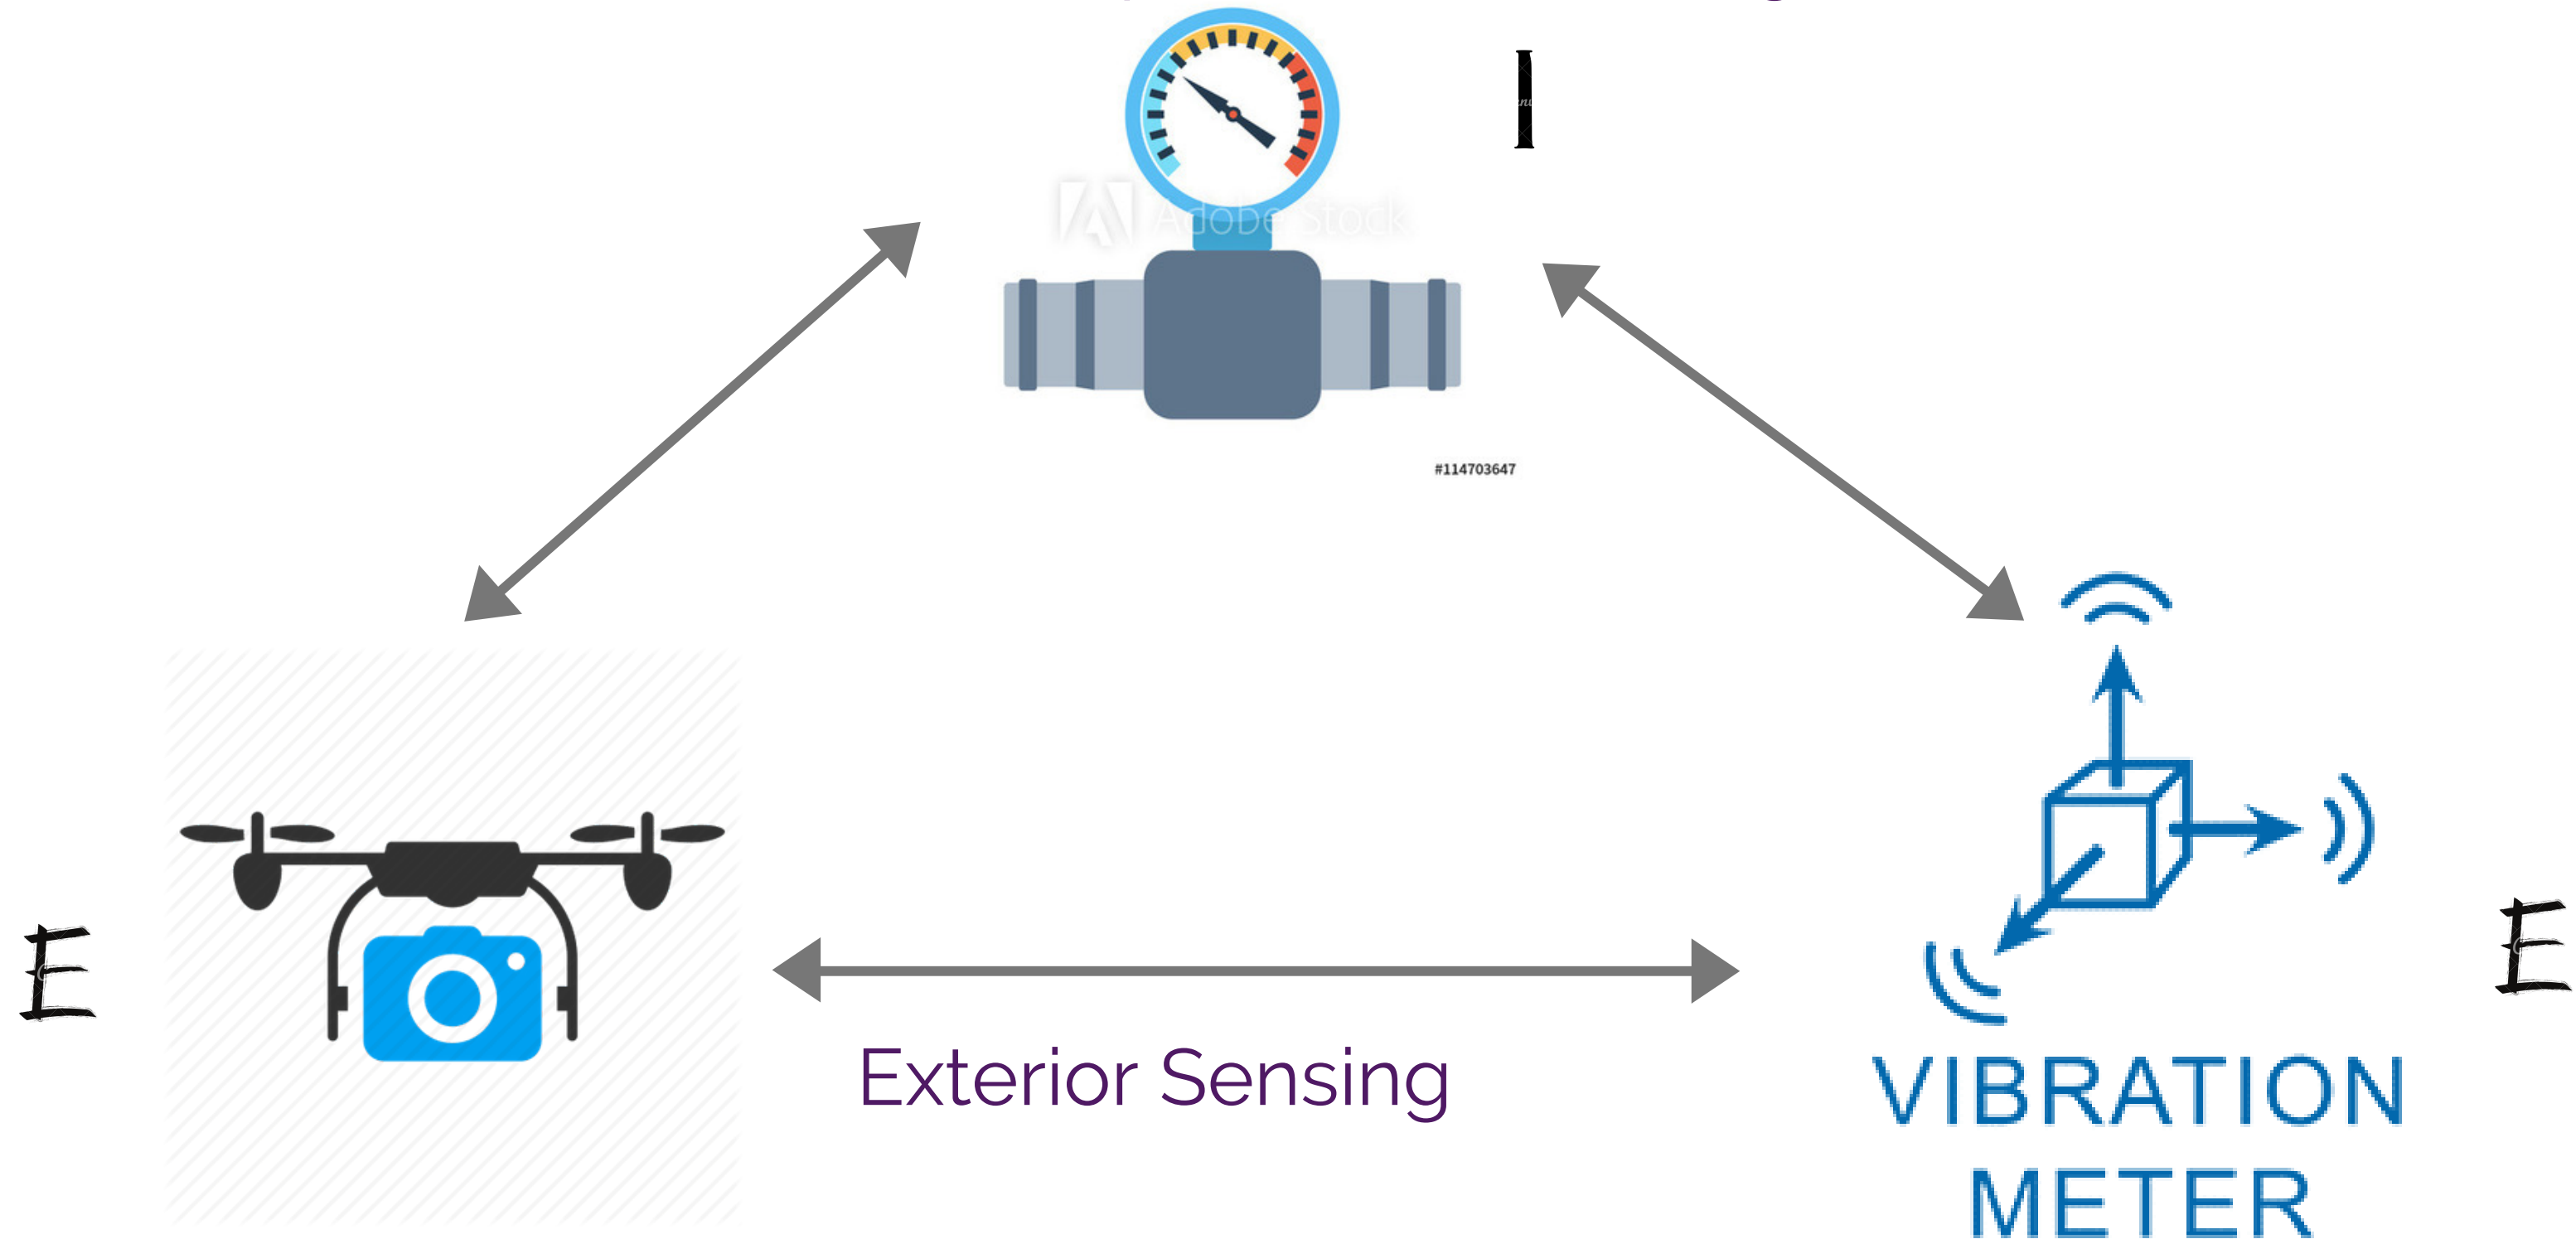 I
Adobe Stock
#114703647
E
E
Exterior Sensing
VIBRATION
METER